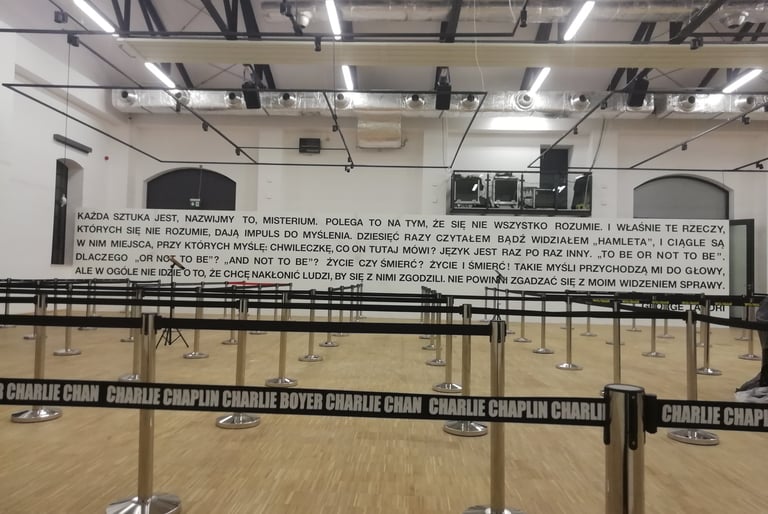 KAŻDA SZTUKA JEST, NAZWIJMY TO, MISTERIUM. POLEGA TO NA TYM, ŻE SIĘ NIE WSZYSTKO ROZUMIE. I WŁAŚNIE TE RZECZY,
KTÓRYCH SIĘ NIE ROZUMIE, DAJĄ IMPULS DO MYŚLENIA. DZIESIĘĆ RAZY CZYTAŁEM BĄDŹ WIDZIAŁEM „HAMLETA", I CIĄGLE SĄ
W NIM MIEJSCA, PRZY KTÓRYCH MYŚLĘ: CHWILECZKĘ, CO ON TUTAJ MÓWI? JĘZYK JEST RAZ PO RAZ INNY. „TO BE OR NOT TO BE".
DLACZEGO „OR NOT TO BE"? „AND NOT TO BE"? ŻYCIE CZY ŚMIERĆ? ŻYCIE I ŚMIERĆ! TAKIE MYŚLI PRZYCHODZĄ MI DO GŁOWY,
ALE W OGÓLE NIE IDZIE O TO, ŻE CHCĘ NAKŁONIĆ LUDZI, BY SIĘ Z NIMI ZGODZILI. NIE POWINNI ZGADZAĆ SIĘ Z MOIM WIDZENIEM SPRAWY.
GEORGE TABORI
R CHARLIE CHAN CHARLIE CHAPLIN CHARLIE BOYER CHARLIE CHAN CHARLIE CHAPLIN CHARLI CHARLIE CHAPL